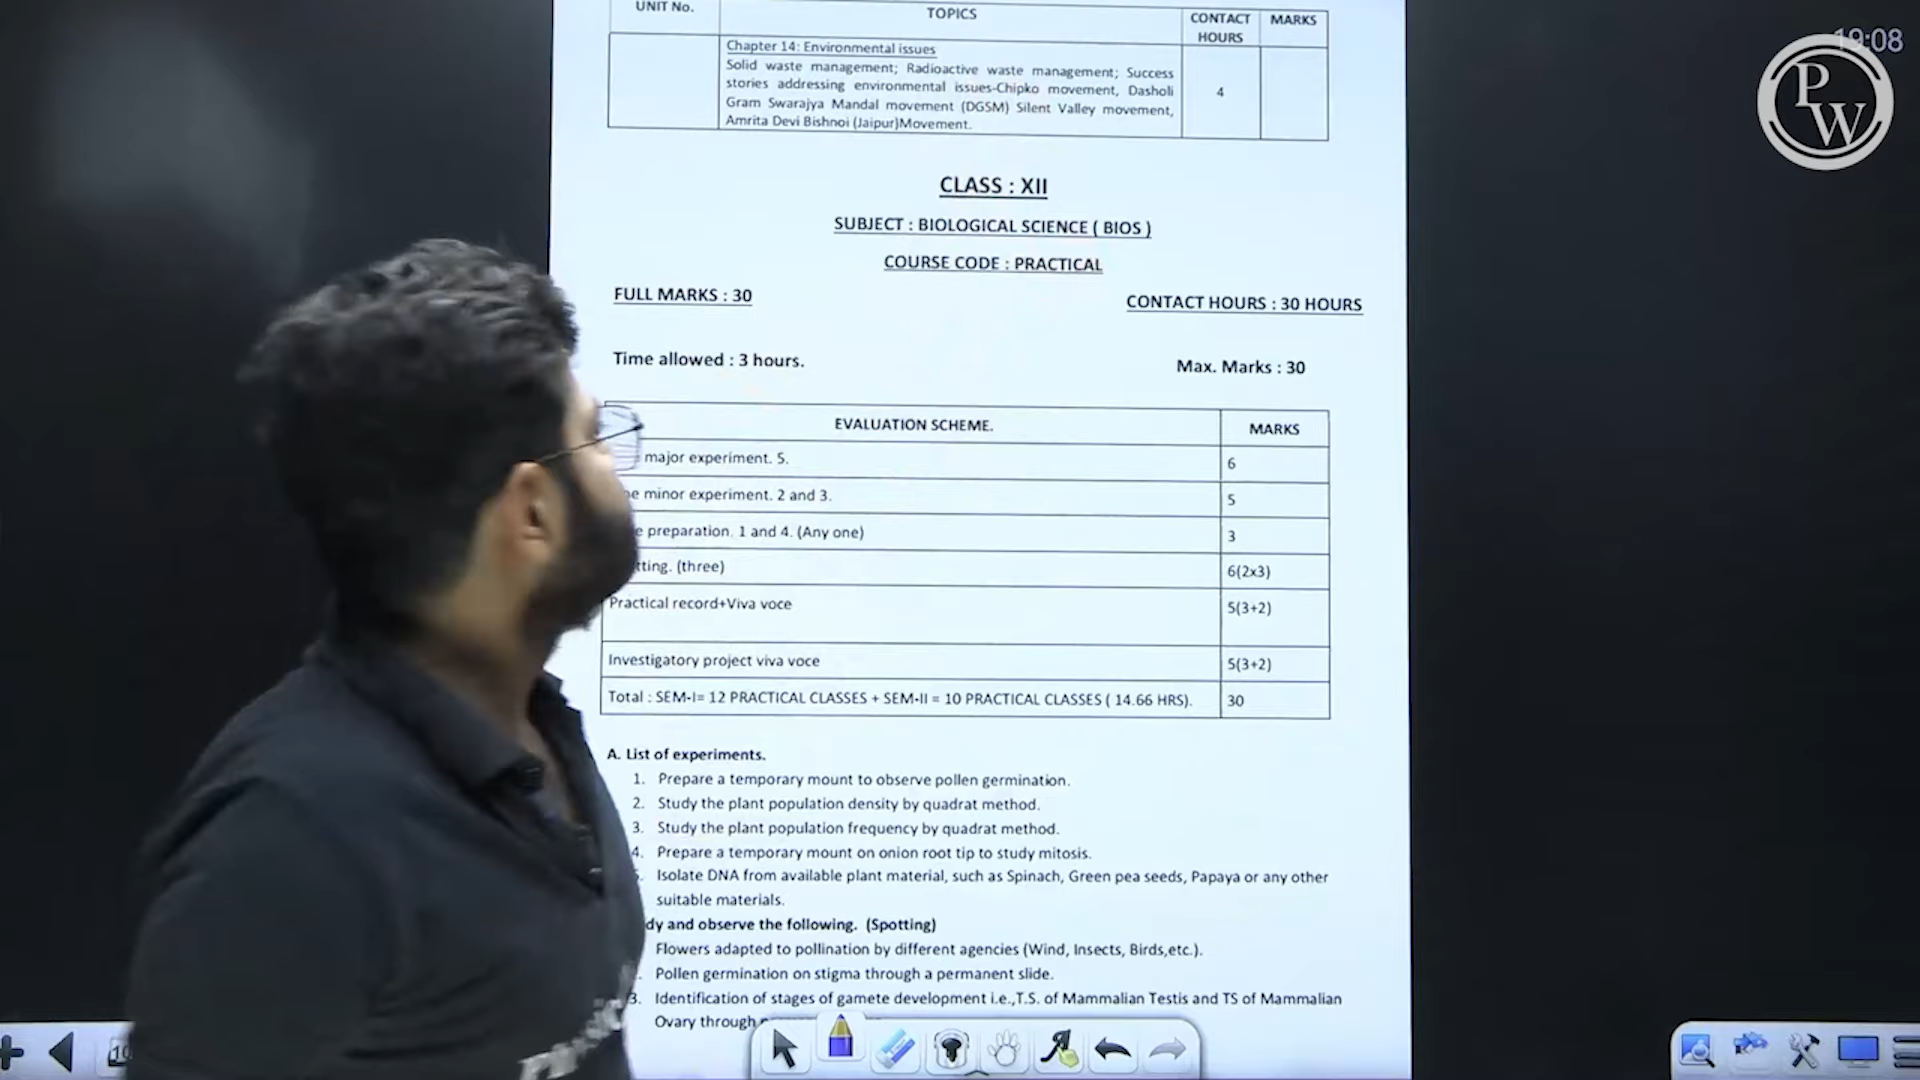 UNIT No. TOPICS CONTACT HOURS MARKS
Chapter 14: Environmental issues
Solid waste management; Radioactive waste management; Success
stories addressing environmental issues-Chipko movement, Dasholi
Gram Swarajya Mandal movement (DGSM) Silent Valley movement,
Amrita Devi Bishnoi (Jaipur)Movement.
4
19:08
PW
CLASS : XII
SUBJECT : BIOLOGICAL SCIENCE ( BIOS )
COURSE CODE : PRACTICAL
FULL MARKS : 30
CONTACT HOURS : 30 HOURS
Time allowed : 3 hours.
Max. Marks : 30
EVALUATION SCHEME. MARKS
major experiment. 5. 6
minor experiment. 2 and 3. 5
preparation. 1 and 4. (Any one) 3
(three) 6(2x3)
Practical record+Viva voce 5(3+2)
Investigatory project viva voce 5(3+2)
Total : SEM-I= 12 PRACTICAL CLASSES + SEM-II = 10 PRACTICAL CLASSES ( 14.66 HRS). 30
A. List of experiments.
1. Prepare a temporary mount to observe pollen germination.
2. Study the plant population density by quadrat method.
3. Study the plant population frequency by quadrat method.
4. Prepare a temporary mount on onion root tip to study mitosis.
Isolate DNA from available plant material, such as Spinach, Green pea seeds, Papaya or any other
suitable materials.
and observe the following. (Spotting)
Flowers adapted to pollination by different agencies (Wind, Insects, Birds,etc.).
Pollen germination on stigma through a permanent slide.
3. Identification of stages of gamete development i.e.,T.S. of Mammalian Testis and TS of Mammalian
Ovary through